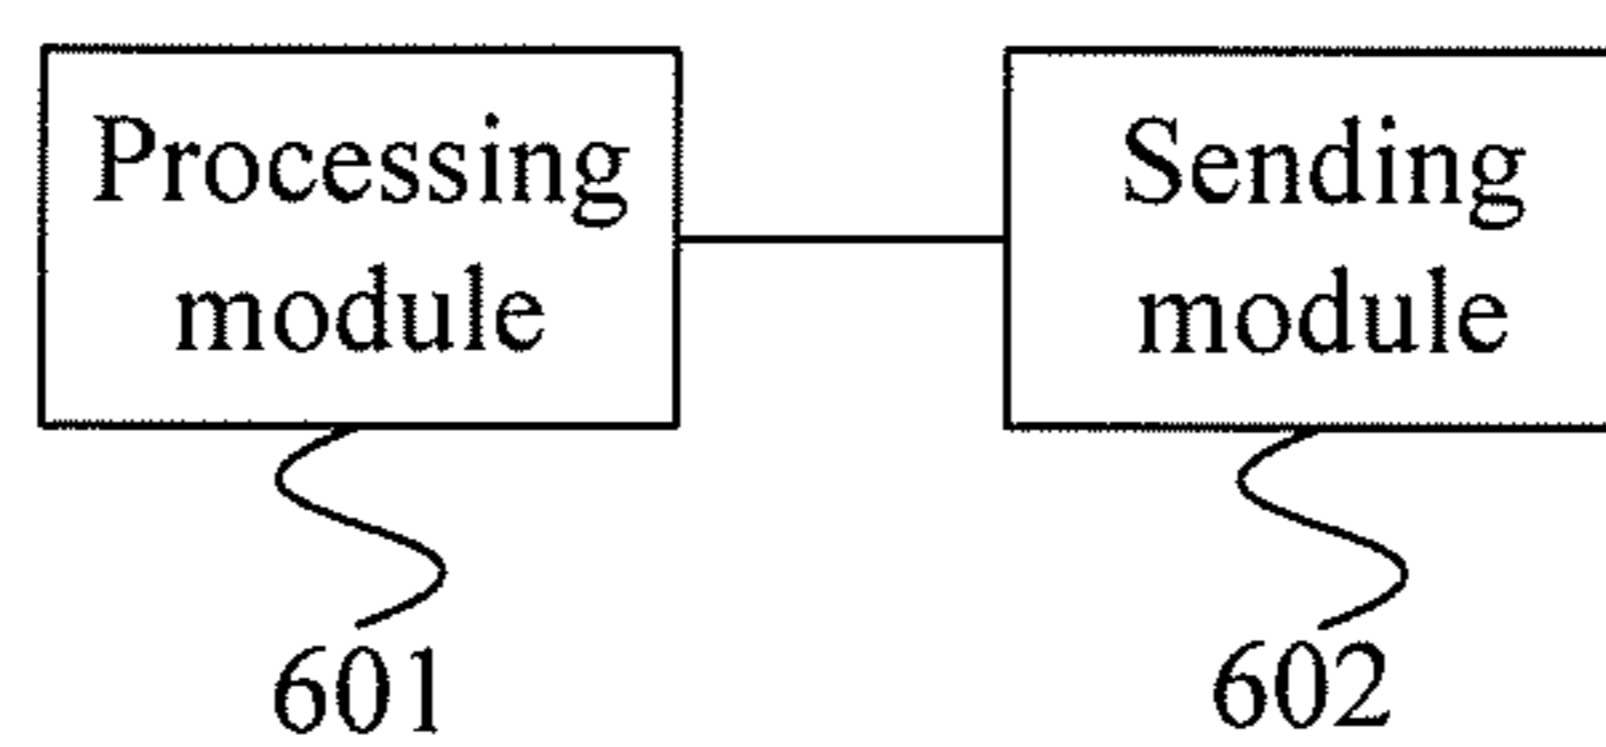 Processing
module
Sending
module
601
602